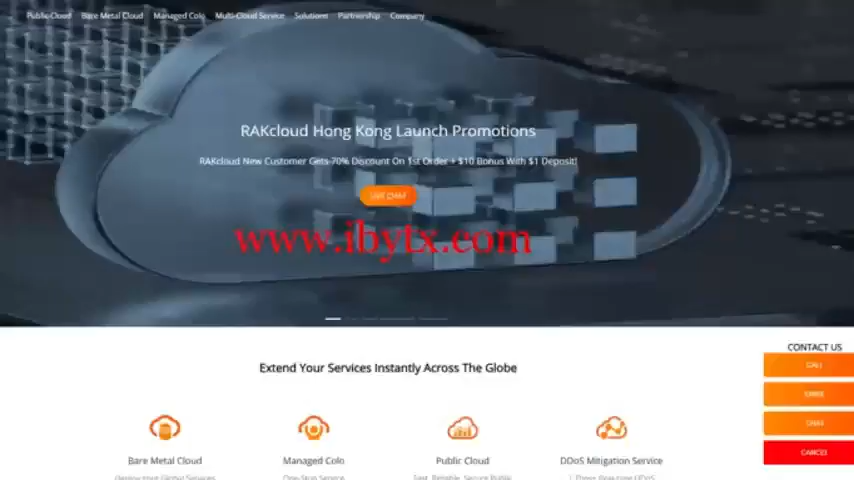 Public Cloud Bare Metal Cloud Managed Colo Multi-Cloud Service Solutions Partnership Company
RAKcloud Hong Kong Launch Promotions
RAKcloud New Customer Gets 70% Discount On 1st Order + $10 Bonus With $1 Deposit!
www.ibytx.com
Extend Your Services Instantly Across The Globe
CONTACT US
CALL
CANCEL
Bare Metal Cloud Managed Colo Public Cloud DDoS Mitigation Service